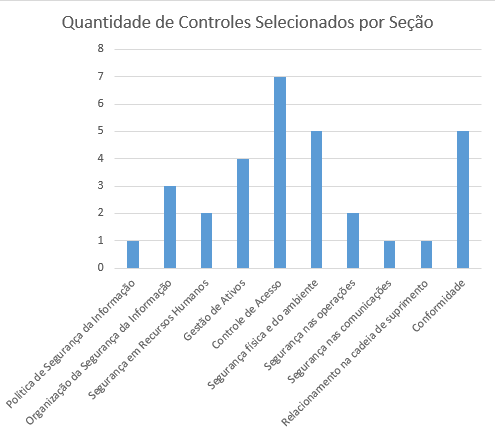 Quantidade de Controles Selecionados por Seção
8
7
6
5
4
3
2
1
0
Política de Segurança da Informação
Organização da Segurança da Informação
Segurança em Recursos Humanos
Gestão de Ativos
Controle de Acesso
Segurança física e do ambiente
Segurança nas operações
Segurança nas comunicações
Relacionamento na cadeia de suprimento
Conformidade